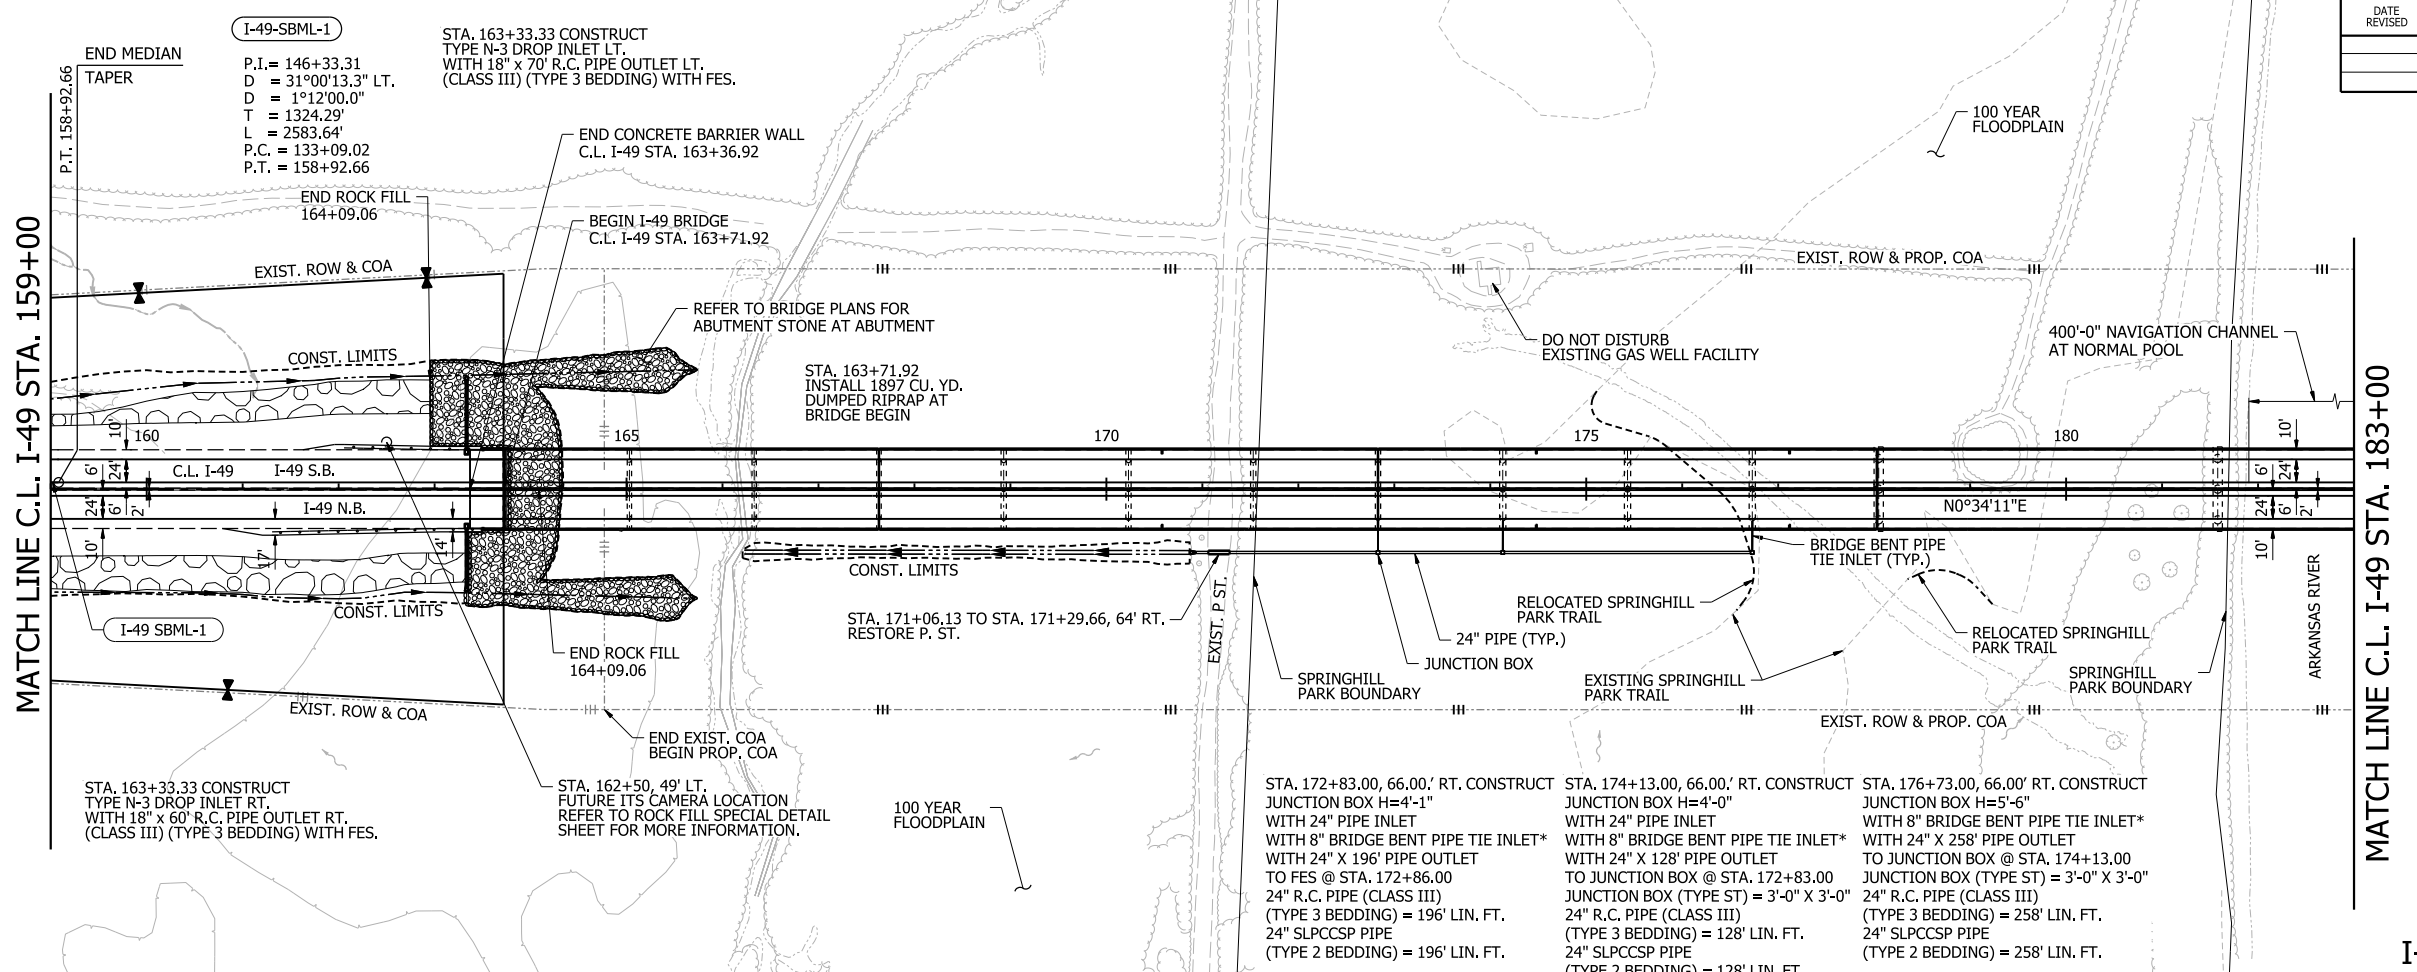 DATE
REVISED
I-49-SBML-1
P.I.= 146+33.31
D = 31°00'13.3" LT.
D = 1°12'00.0"
T = 1324.29'
L = 2583.64'
P.C. = 133+09.02
P.T. = 158+92.66
END MEDIAN
TAPER
P.T. 158+92.66
STA. 163+33.33 CONSTRUCT
TYPE N-3 DROP INLET LT.
WITH 18" x 70' R.C. PIPE OUTLET LT.
(CLASS III) (TYPE 3 BEDDING) WITH FES.
END CONCRETE BARRIER WALL
C.L. I-49 STA. 163+36.92
END ROCK FILL
164+09.06
BEGIN I-49 BRIDGE
C.L. I-49 STA. 163+71.92
100 YEAR
FLOODPLAIN
EXIST. ROW & COA
EXIST. ROW & PROP. COA
REFER TO BRIDGE PLANS FOR
ABUTMENT STONE AT ABUTMENT
DO NOT DISTURB
EXISTING GAS WELL FACILITY
400'-0" NAVIGATION CHANNEL
AT NORMAL POOL
CONST. LIMITS
STA. 163+71.92
INSTALL 1897 CU. YD.
DUMPED RIPRAP AT
BRIDGE BEGIN
MATCH LINE C.L. I-49 STA. 159+00
MATCH LINE C.L. I-49 STA. 183+00
160
165
170
175
180
10'
24'
6'
C.L. I-49
I-49 S.B.
24'
6'
2'
10'
I-49 N.B.
17'
14'
10'
24'
6'
24'
6'
2'
10'
N0°34'11"E
CONST. LIMITS
CONST. LIMITS
BRIDGE BENT PIPE
TIE INLET (TYP.)
I-49 SBML-1
STA. 171+06.13 TO STA. 171+29.66, 64' RT.
RESTORE P. ST.
EXIST. P ST.
24" PIPE (TYP.)
JUNCTION BOX
RELOCATED SPRINGHILL
PARK TRAIL
RELOCATED SPRINGHILL
PARK TRAIL
ARKANSAS RIVER
END ROCK FILL
164+09.06
SPRINGHILL
PARK BOUNDARY
EXISTING SPRINGHILL
PARK TRAIL
SPRINGHILL
PARK BOUNDARY
EXIST. ROW & COA
EXIST. ROW & PROP. COA
END EXIST. COA
BEGIN PROP. COA
STA. 163+33.33 CONSTRUCT
TYPE N-3 DROP INLET RT.
WITH 18" x 60' R.C. PIPE OUTLET RT.
(CLASS III) (TYPE 3 BEDDING) WITH FES.
STA. 162+50, 49' LT.
FUTURE ITS CAMERA LOCATION
REFER TO ROCK FILL SPECIAL DETAIL
SHEET FOR MORE INFORMATION.
100 YEAR
FLOODPLAIN
STA. 172+83.00, 66.00.' RT. CONSTRUCT
JUNCTION BOX H=4'-1"
WITH 24" PIPE INLET
WITH 8" BRIDGE BENT PIPE TIE INLET*
WITH 24" X 196' PIPE OUTLET
TO FES @ STA. 172+86.00
24" R.C. PIPE (CLASS III)
(TYPE 3 BEDDING) = 196' LIN. FT.
24" SLPCCSP PIPE
(TYPE 2 BEDDING) = 196' LIN. FT.
STA. 174+13.00, 66.00.' RT. CONSTRUCT
JUNCTION BOX H=4'-0"
WITH 24" PIPE INLET
WITH 8" BRIDGE BENT PIPE TIE INLET*
WITH 24" X 128' PIPE OUTLET
TO JUNCTION BOX @ STA. 172+83.00
JUNCTION BOX (TYPE ST) = 3'-0" X 3'-0"
24" R.C. PIPE (CLASS III)
(TYPE 3 BEDDING) = 128' LIN. FT.
24" SLPCCSP PIPE
(TYPE 2 BEDDING) = 128' LIN. FT.
STA. 176+73.00, 66.00' RT. CONSTRUCT
JUNCTION BOX H=5'-6"
WITH 8" BRIDGE BENT PIPE TIE INLET*
WITH 24" X 258' PIPE OUTLET
TO JUNCTION BOX @ STA. 174+13.00
JUNCTION BOX (TYPE ST) = 3'-0" X 3'-0"
24" R.C. PIPE (CLASS III)
(TYPE 3 BEDDING) = 258' LIN. FT.
24" SLPCCSP PIPE
(TYPE 2 BEDDING) = 258' LIN. FT.
I-